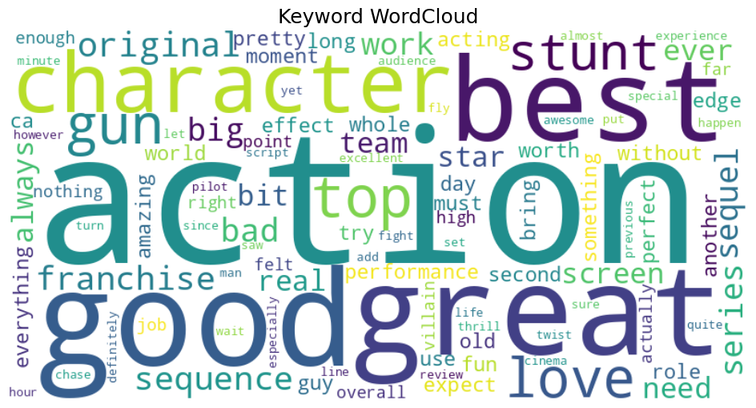 Keyword WordCloud
enough original pretty long work acting almost experience
minute moment audience stunt ever
character yet fly best special far
ca gun big effect whole edge
however let point team star awesome put happen
always world script excellent worth without
action
nothing pilot right bit top day must bring something previous perfect another sequel
amazing turn since saw bad try fight high set
everything felt add
franchise man real performance second screen series
good great
job wait especially villain life thrill old twist sure actually quite
definitely use fun cinema
chase sequence guy line review expect love role need
hour overall